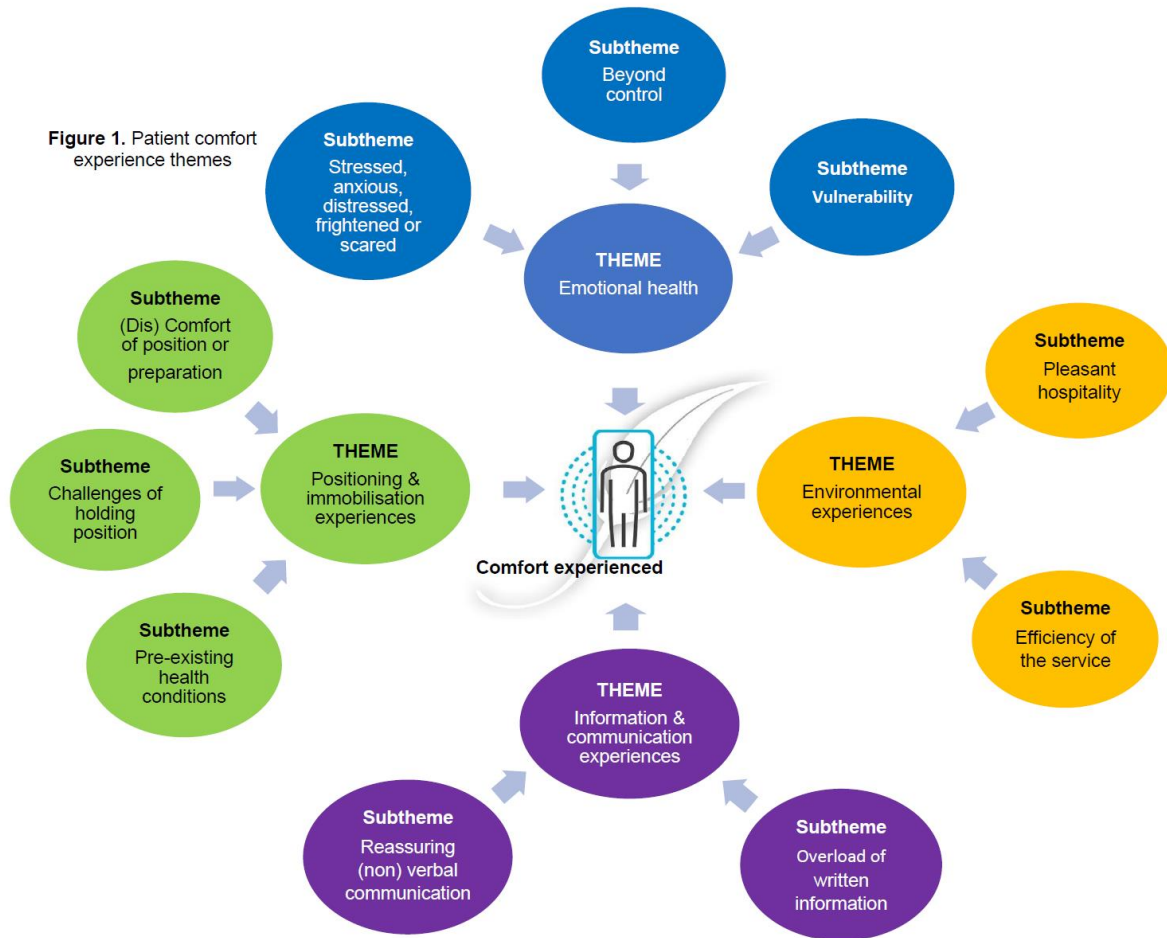 Figure 1. Patient comfort
experience themes
Subtheme
Beyond
control
Subtheme
Stressed,
anxious,
distressed,
frightened or
scared
Subtheme
Vulnerability
THEME
Emotional health
Subtheme
(Dis) Comfort
of position or
preparation
Subtheme
Challenges of
holding
position
Subtheme
Pre-existing
health
conditions
THEME
Positioning &
immobilisation
experiences
Comfort experienced
THEME
Environmental
experiences
Subtheme
Pleasant
hospitality
Subtheme
Efficiency of
the service
THEME
Information &
communication
experiences
Subtheme
Reassuring
(non) verbal
communication
Subtheme
Overload of
written
information